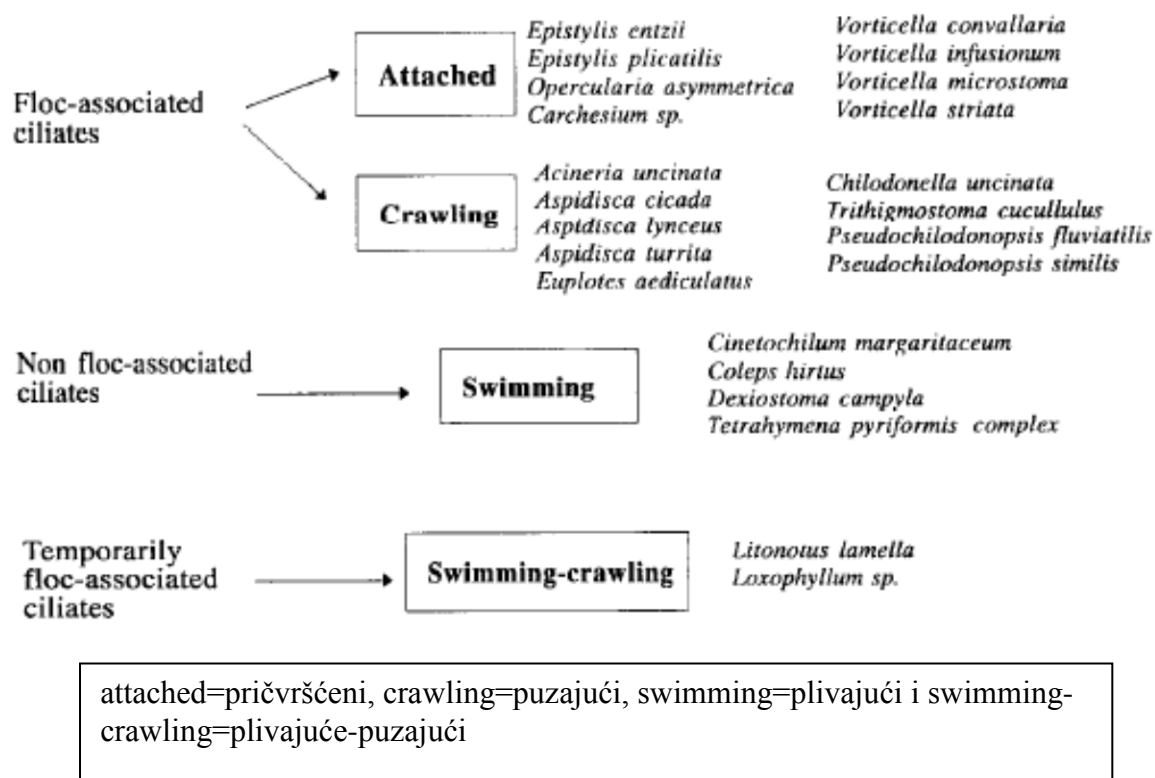 Floc-associated
ciliates
Attached
Epistylis entzii
Epistylis plicatilis
Opercularia asymmetrica
Carchesium sp.
Vorticella convallaria
Vorticella infusionum
Vorticella microstoma
Vorticella striata
Crawling
Acineria uncinata
Aspidisca cicada
Aspidisca lynceus
Aspidisca turrita
Euplotes aediculatus
Chilodonella uncinata
Trithigmostoma cucullulus
Pseudochilodonopsis fluviatilis
Pseudochilodonopsis similis
Non floc-associated
ciliates
Swimming
Cinetochilum margaritaceum
Coleps hirtus
Dexiostoma campyla
Tetrahymena pyriformis complex
Temporarily
floc-associated
ciliates
Swimming-crawling
Litonotus lamella
Loxophyllum sp.
attached=pričvršćeni, crawling=puzajući, swimming=plivajući i swimming-
crawling=plivajuće-puzajući